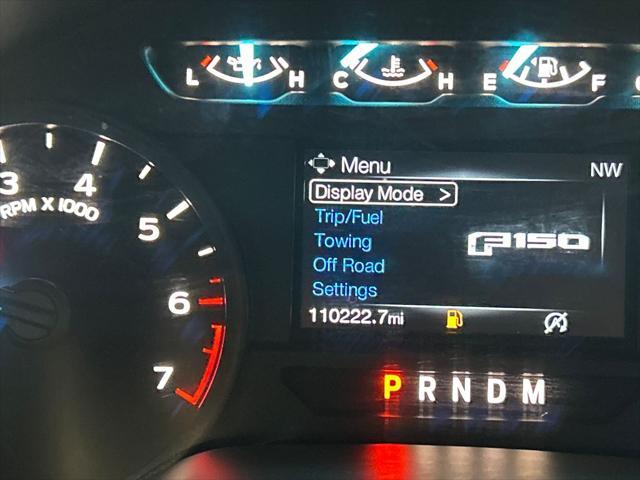 L H C H E F
Menu NW
Display Mode >
Trip/Fuel
Towing
F150
Off Road
Settings
110222.7mi
3 4 5 6 7
RPM X 1000
P R N D M